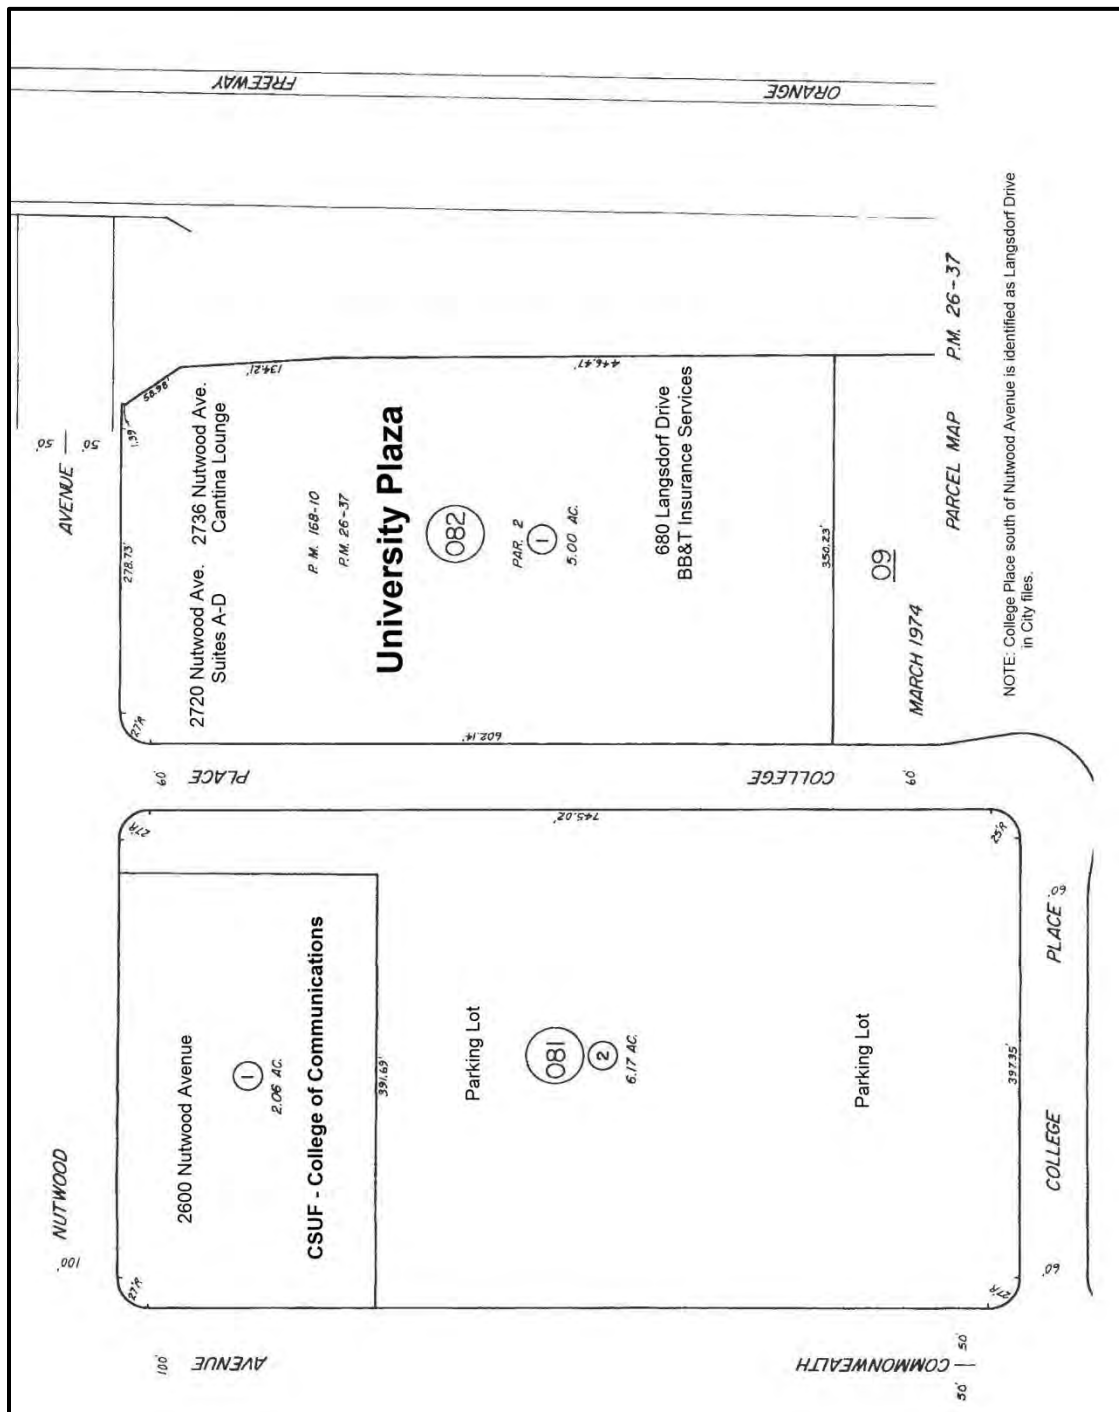 FREEWAY
ORANGE
AVENUE
50'
50'
1.39'
58.98'
134.21'
446.47'
278.73'
2720 Nutwood Ave.
Suites A-D
2736 Nutwood Ave.
Cantina Lounge
P. M. 168-10
P.M. 26-37
University Plaza
082
PAR. 2
1
5.00 AC.
680 Langsdorf Drive
BB&T Insurance Services
350.23'
27'R
602.14'
09
MARCH 1974
PARCEL MAP
P.M. 26-37
NOTE: College Place south of Nutwood Avenue is identified as Langsdorf Drive
in City files.
60'
PLACE
COLLEGE
60'
NUTWOOD
100'
27'R
745.02'
25'R
2600 Nutwood Avenue
1
2.06 AC.
CSUF - College of Communications
391.69'
Parking Lot
081
2
6.17 AC.
Parking Lot
397.35'
27'R
27'R
COLLEGE
PLACE
60'
60'
100'
AVENUE
COMMONWEALTH
50'
50'